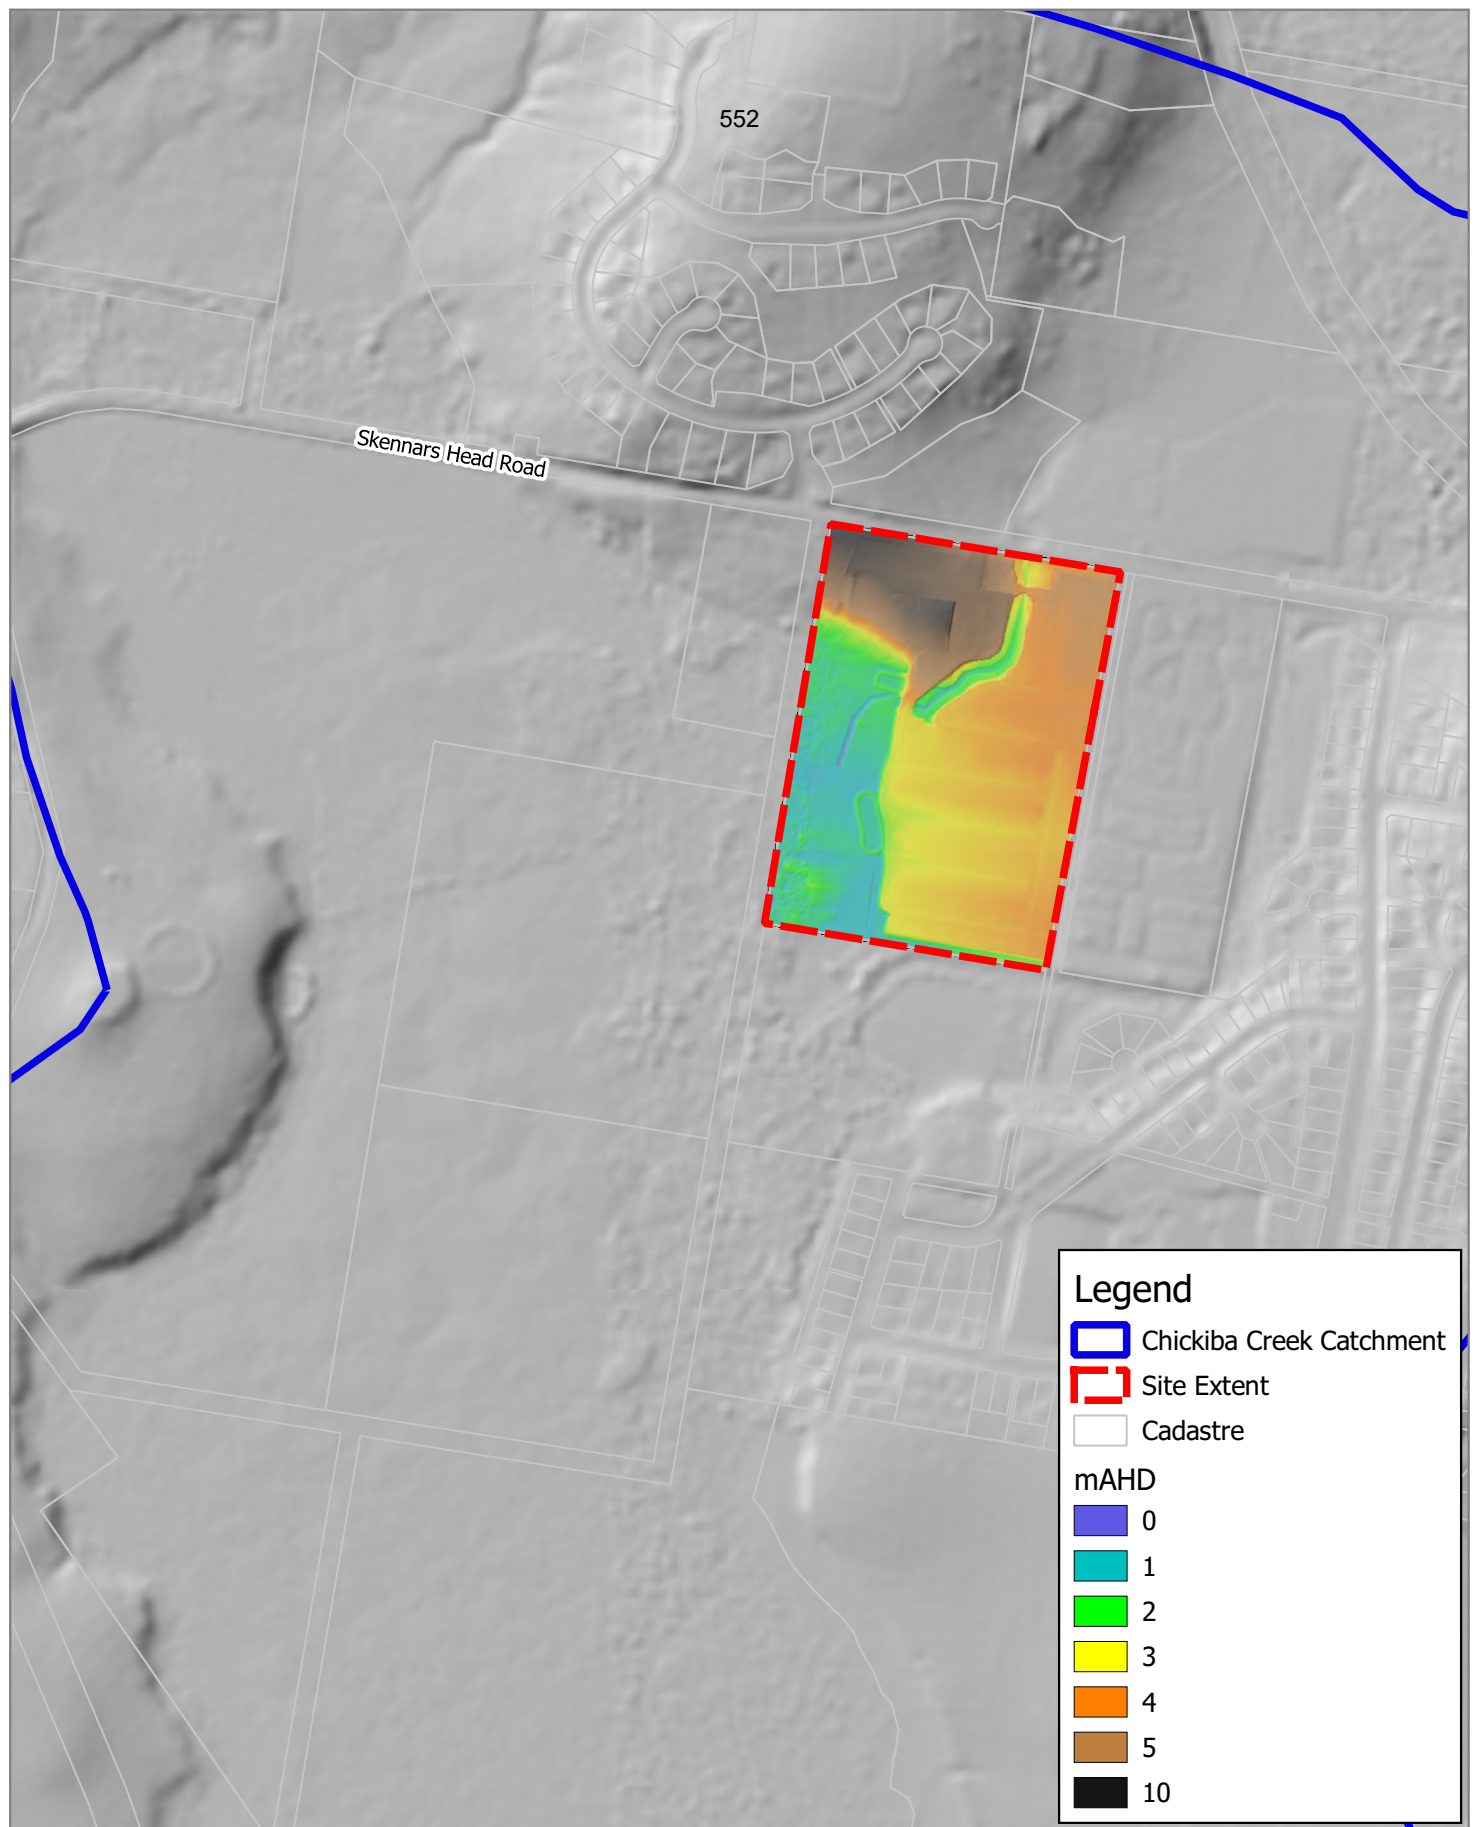 552
Skennars Head Road
Legend
Chickiba Creek Catchment
Site Extent
Cadastre
mAHD
0
1
2
3
4
5
10